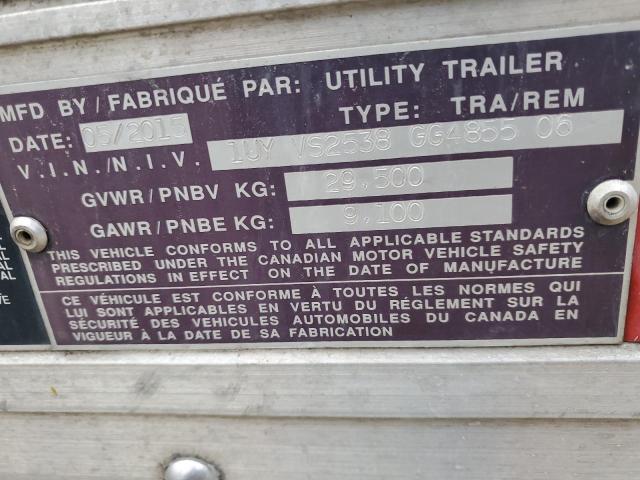 MFD BY / FABRIQUÉ PAR: UTILITY TRAILER
TYPE: TRA/REM
DATE: 05/2015
V.I.N./N.I.V. 1UY VS2538 GG4855 06
GVWR/PNBV KG: 29,500
GAWR/PNBE KG: 9,100
THIS VEHICLE CONFORMS TO ALL APPLICABLE STANDARDS
PRESCRIBED UNDER THE CANADIAN MOTOR VEHICLE SAFETY
REGULATIONS IN EFFECT ON THE DATE OF MANUFACTURE
CE VÉHICULE EST CONFORME À TOUTES LES NORMES QUI
LUI SONT APPLICABLES EN VERTU DU RÉGLEMENT SUR LA
SÉCURITÉ DES VEHICULES AUTOMOBILES DU CANADA EN
VIGUEUR À LA DATE DE SA FABRICATION